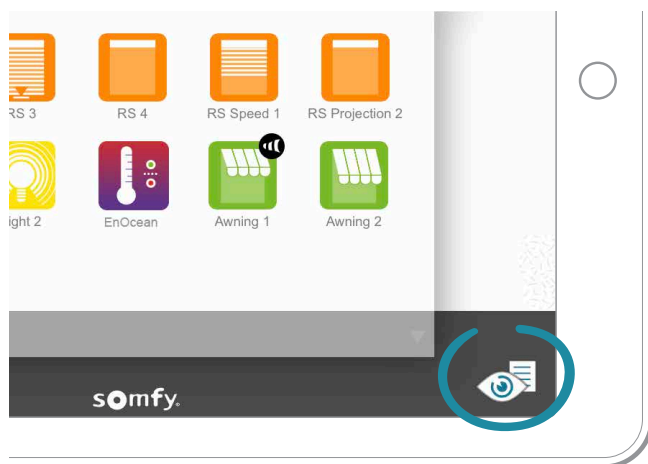 RS 3 RS 4 RS Speed 1 RS Projection 2
ight 2 EnOcean Awning 1 Awning 2
somfy.